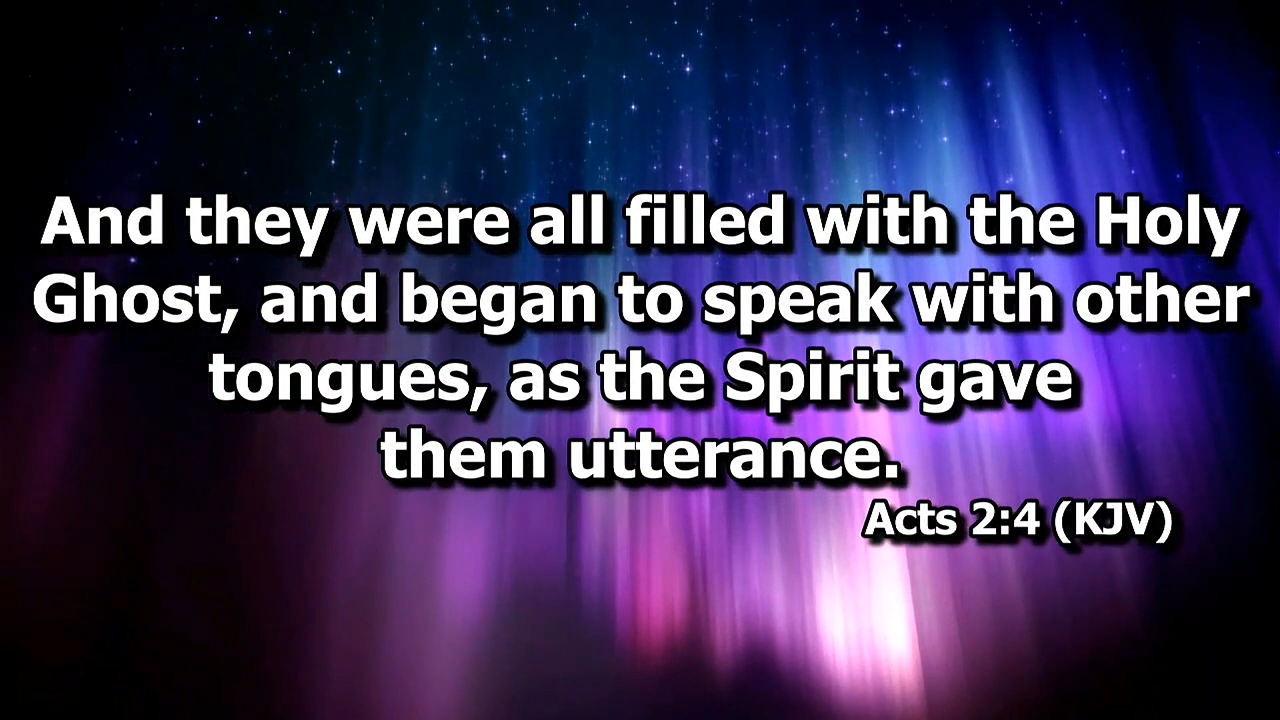 And they were all filled with the Holy
Ghost, and began to speak with other
tongues, as the Spirit gave
them utterance.
Acts 2:4 (KJV)